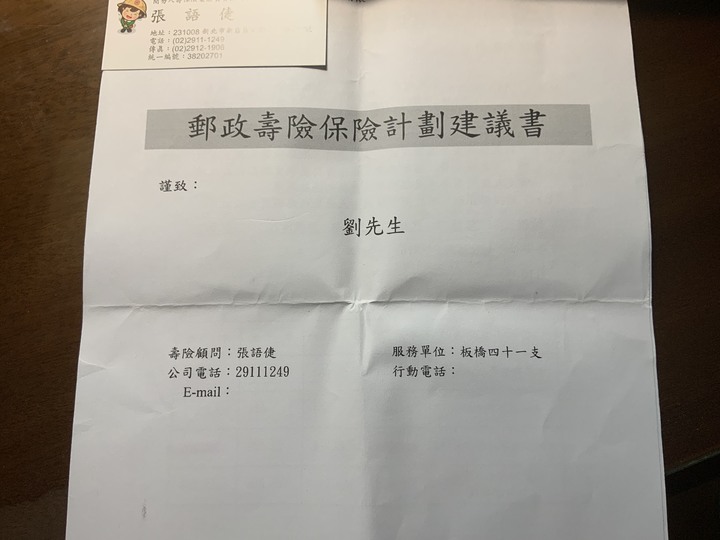 張語倢
地址：231008 新北市新
電話：(02)2911-1249
傳真：(02)2912-1906
統一編號：38202701
郵政壽險保險計劃建議書
謹致：
劉先生
壽險顧問：張語倢
服務單位：板橋四十一支
公司電話：29111249
行動電話：
E-mail：